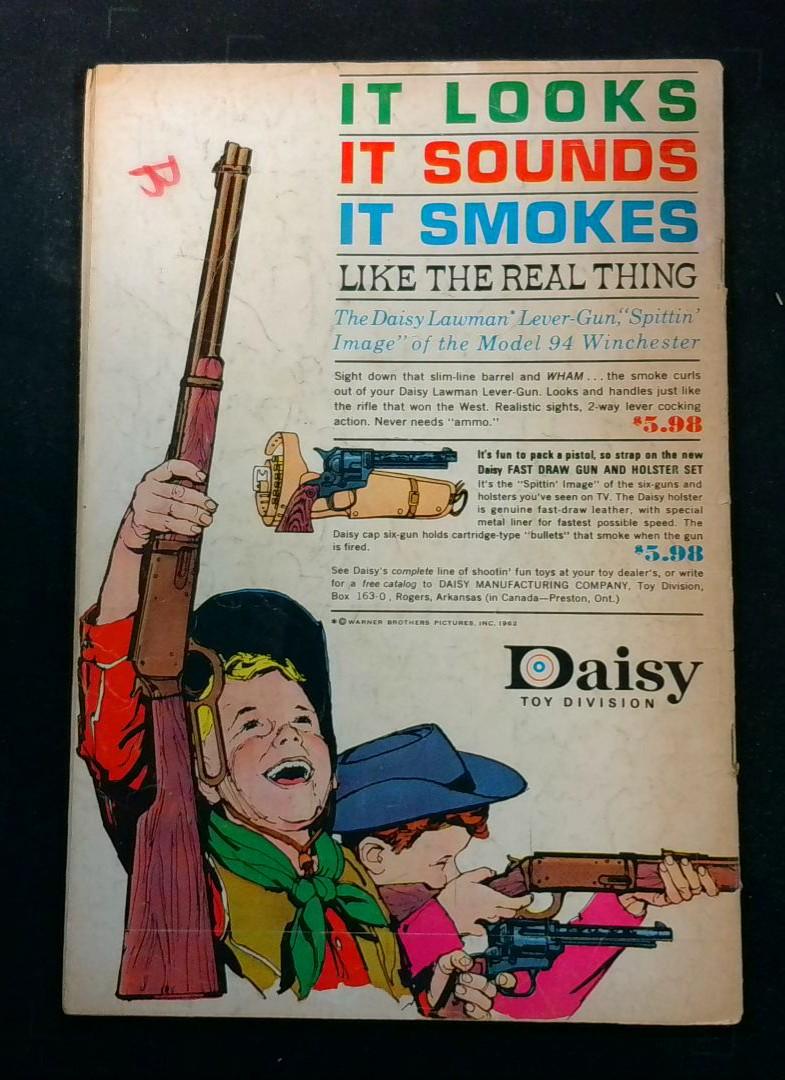 IT LOOKS
IT SOUNDS
IT SMOKES
LIKE THE REAL THING
The Daisy Lawman* Lever-Gun, "Spittin'
Image" of the Model 94 Winchester
Sight down that slim-line barrel and WHAM... the smoke curls
out of your Daisy Lawman Lever-Gun. Looks and handles just like
the rifle that won the West. Realistic sights, 2-way lever cocking
action. Never needs "ammo." $5.98
It's fun to pack a pistol, so strap on the new
Daisy FAST DRAW GUN AND HOLSTER SET
It's the "Spittin' Image" of the six-guns and
holsters you've seen on TV. The Daisy holster
is genuine fast-draw leather, with special
metal liner for fastest possible speed. The
Daisy cap six-gun holds cartridge-type "bullets" that smoke when the gun
is fired. $5.98
See Daisy's complete line of shootin' fun toys at your toy dealer's, or write
for a free catalog to DAISY MANUFACTURING COMPANY, Toy Division,
Box 163-0, Rogers, Arkansas (in Canada—Preston, Ont.)
*© WARNER BROTHERS PICTURES, INC. 1962
Daisy
TOY DIVISION